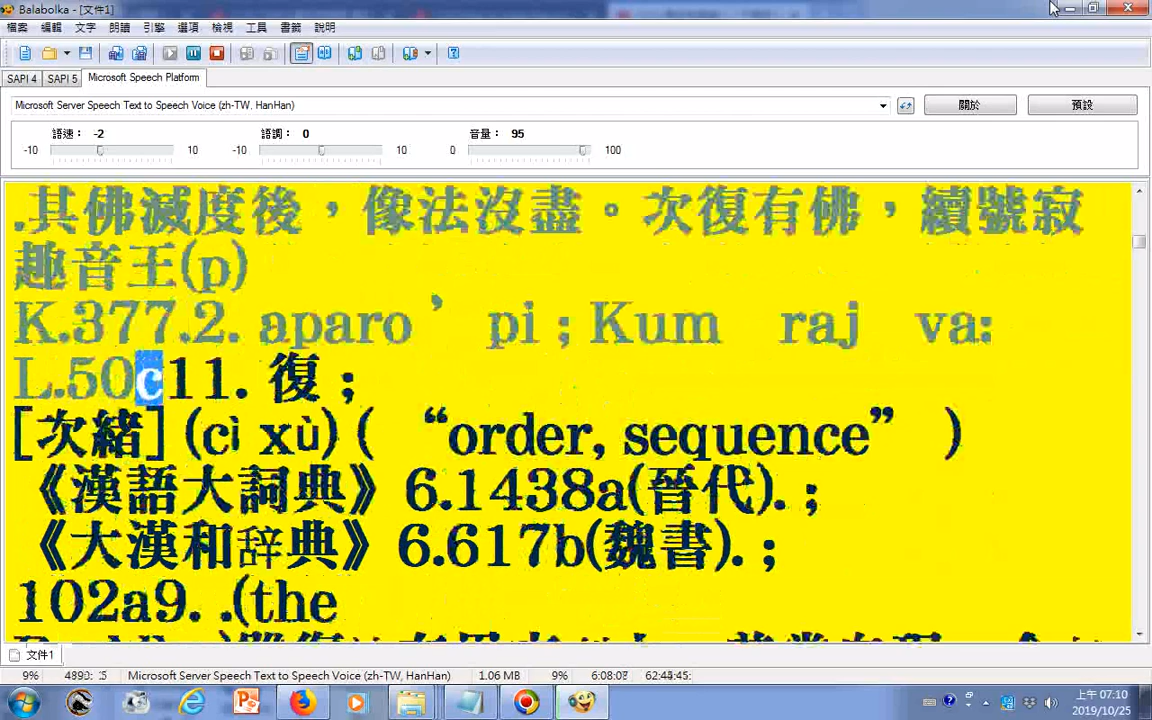 Balabolka - [文件1]
檔案 編輯 文字 朗讀 引擎 選項 檢視 工具 書籤 說明
SAPI 4 SAPI 5 Microsoft Speech Platform
Microsoft Server Speech Text to Speech Voice (zh-TW, HanHan)
關於 預設
語速： -2 語調： 0 音量： 95
-10 10 -10 10 0 100
.其佛滅度後，像法沒盡。次復有佛，續號寂
趣音王(p)
K.377.2. aparo’ pi；Kum raj va:
L.50c11. 復；
[次緒] (cì xù) ( “order, sequence” )
《漢語大詞典》 6.1438a(晉代).；
《大漢和辞典》 6.617b(魏書).；
102a9. .(the
文件1
9% Microsoft Server Speech Text to Speech Voice (zh-TW, HanHan) 1.06 MB 9%
上午 07:10
2019/10/25